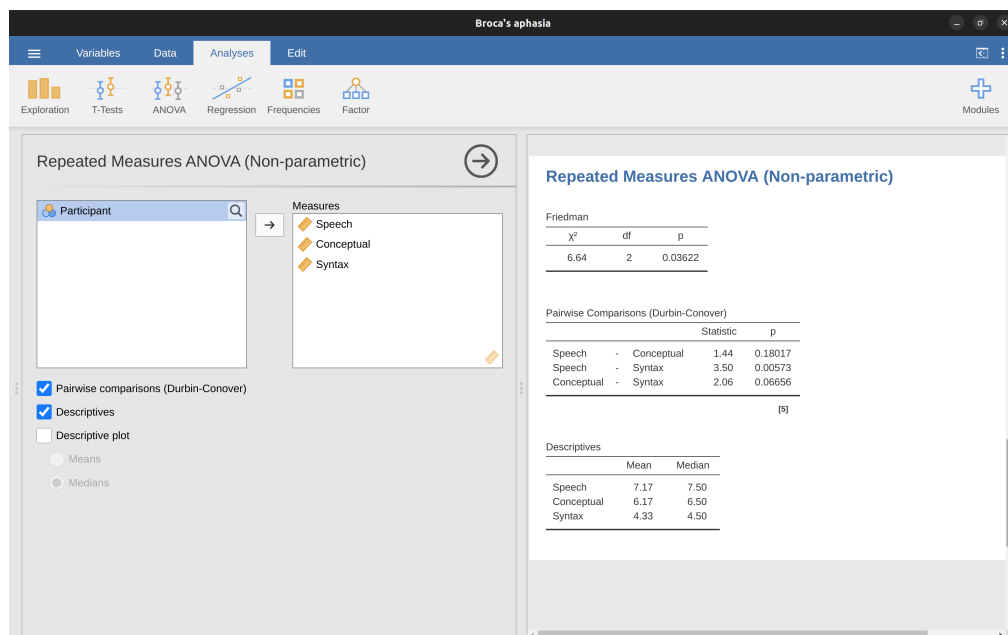 Broca's aphasia
Variables Data Analyses Edit
Exploration T-Tests ANOVA Regression Frequencies Factor Modules
Repeated Measures ANOVA (Non-parametric)
Participant
Measures
Speech
Conceptual
Syntax
Pairwise comparisons (Durbin-Conover)
Descriptives
Descriptive plot
Means
Medians
Repeated Measures ANOVA (Non-parametric)
Friedman
χ² df p
6.64 2 0.03622
Pairwise Comparisons (Durbin-Conover)
Statistic p
Speech - Conceptual 1.44 0.18017
Speech - Syntax 3.50 0.00573
Conceptual - Syntax 2.06 0.06656
[5]
Descriptives
Mean Median
Speech 7.17 7.50
Conceptual 6.17 6.50
Syntax 4.33 4.50